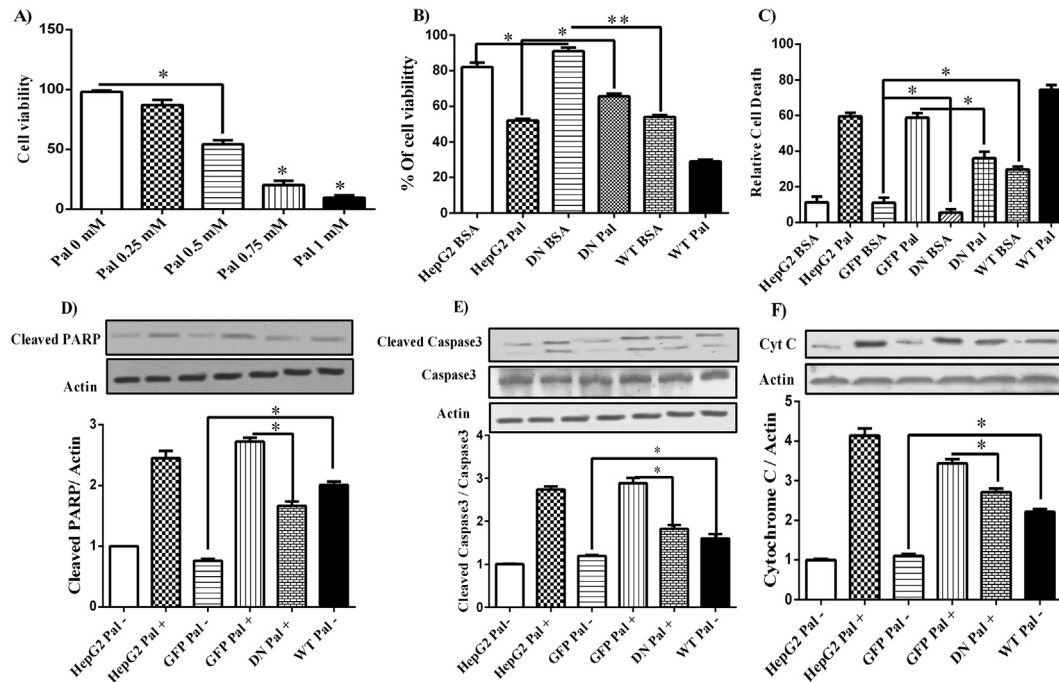 A)
Cell viability
150
100
50
0
*
*
*
Pal 0 mM
Pal 0.25 mM
Pal 0.5 mM
Pal 0.75 mM
Pal 1 mM
B)
% Of cell viabilitty
100
80
60
40
20
0
*
*
**
HepG2 BSA
HepG2 Pal
DN BSA
DN Pal
WT BSA
WT Pal
C)
Relative Cell Death
80
60
40
20
0
*
*
*
HepG2 BSA
HepG2 Pal
GFP BSA
GFP Pal
DN BSA
DN Pal
WT BSA
WT Pal
D)
Cleaved PARP
Actin
Cleaved PARP/ Actin
3
2
1
0
*
*
HepG2 Pal -
HepG2 Pal +
GFP Pal -
GFP Pal +
DN Pal +
WT Pal -
E)
Cleaved Caspase3
Caspase3
Actin
Cleaved Caspase3 / Caspase3
4
3
2
1
0
*
*
HepG2 Pal-
HepG2 Pal +
GFP Pal -
GFP Pal +
DN Pal +
WT Pal -
F)
Cyt C
Actin
Cytochrome C / Actin
5
4
3
2
1
0
*
*
HepG2 Pal -
HepG2 Pal +
GFP Pal -
GFP Pal +
DN Pal +
WT Pal -